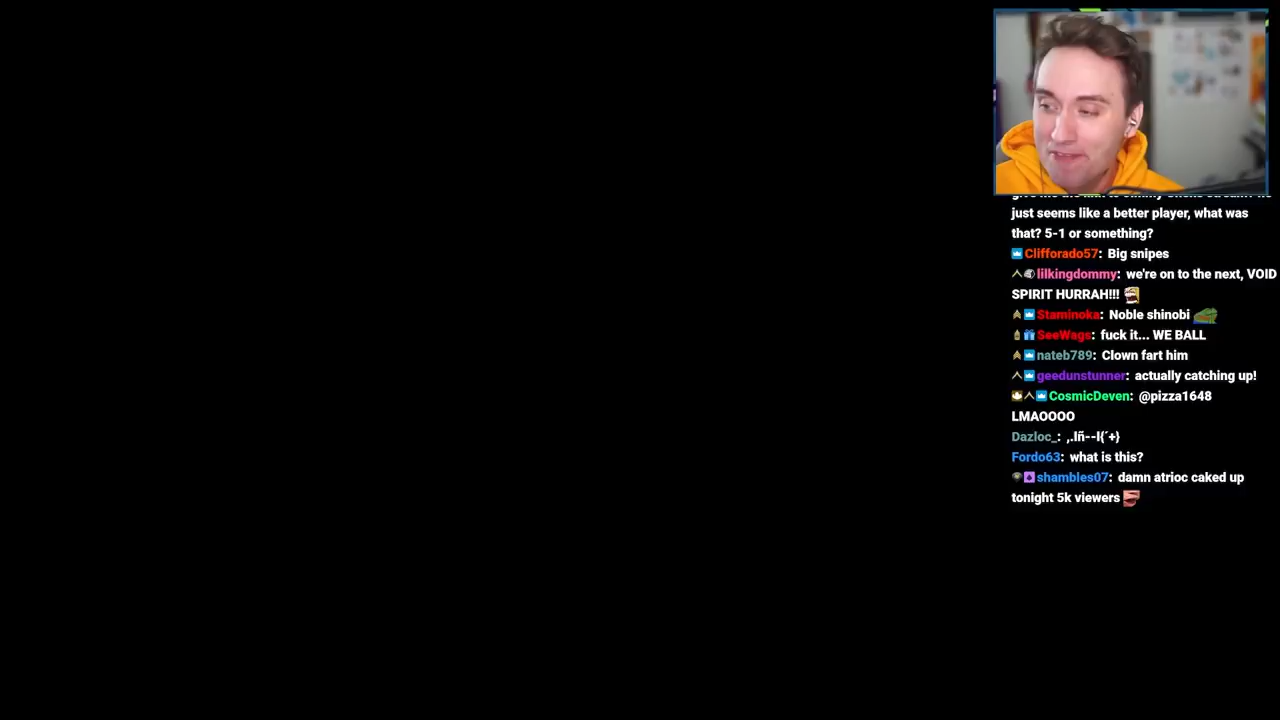 just seems like a better player, what was
that? 5-1 or something?
Clifforado57: Big snipes
lilkingdommy: we're on to the next, VOID
SPIRIT HURRAH!!!
Staminoka: Noble shinobi
SeeWags: fuck it... WE BALL
nateb789: Clown fart him
geedunstunner: actually catching up!
CosmicDeven: @pizza1648
LMAOOOO
Dazloc_: ,.lñ--l{´+}
Fordo63: what is this?
shambles07: damn atrioc caked up
tonight 5k viewers